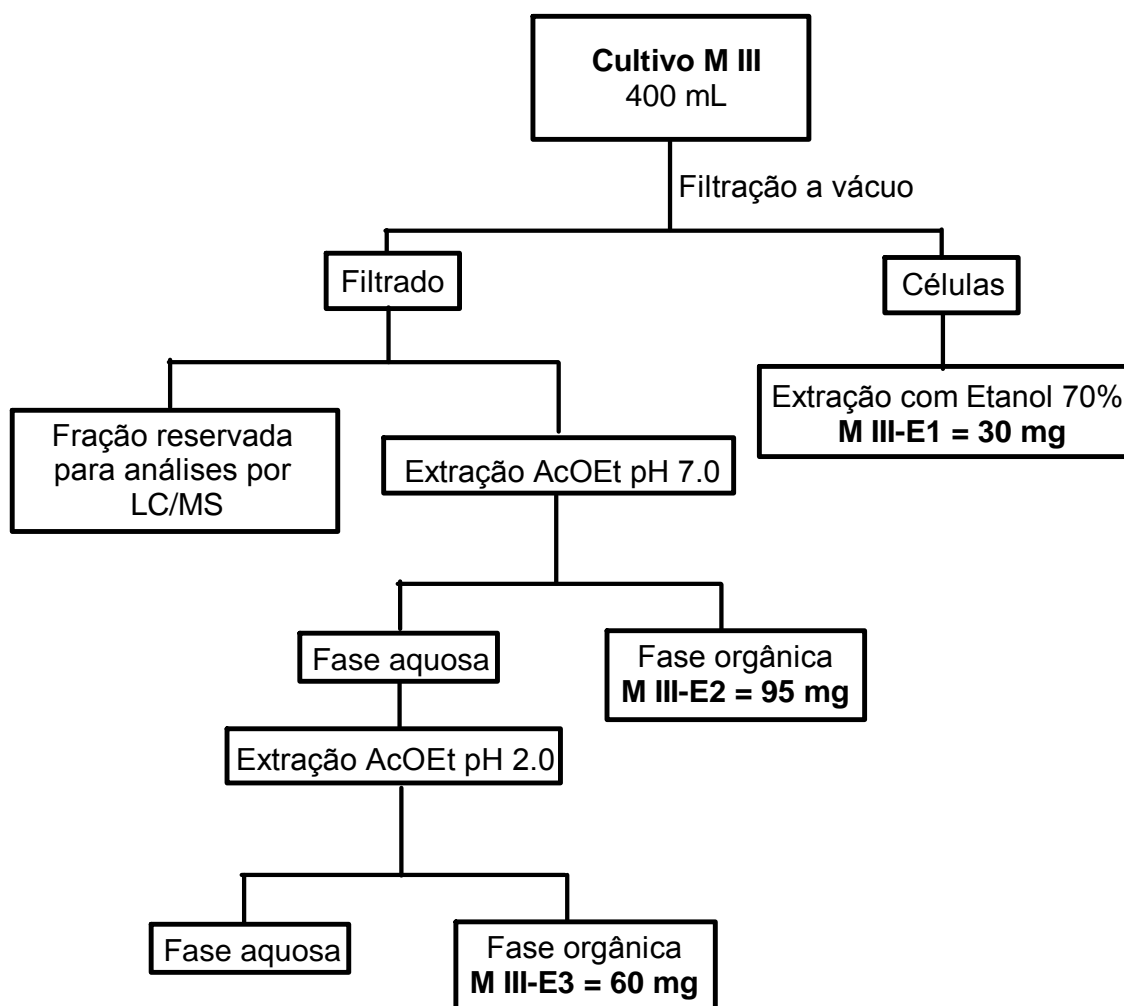 Cultivo M III
400 mL
Filtração a vácuo
Filtrado
Células
Fração reservada
para análises por
LC/MS
Extração AcOEt pH 7.0
Extração com Etanol 70%
M III-E1 = 30 mg
Fase aquosa
Fase orgânica
M III-E2 = 95 mg
Extração AcOEt pH 2.0
Fase aquosa
Fase orgânica
M III-E3 = 60 mg